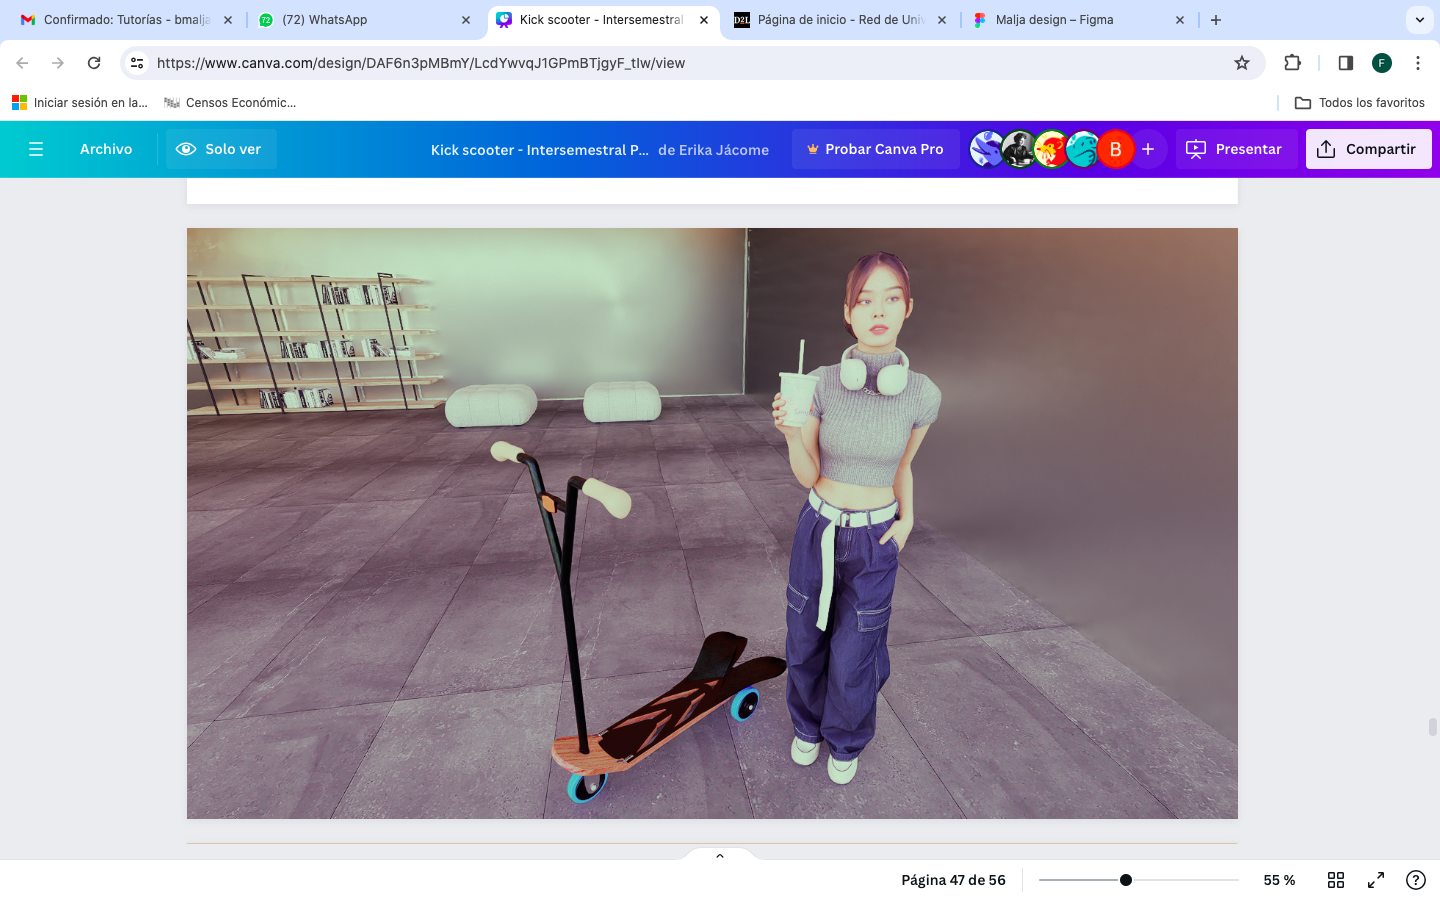 Confirmado: Tutorías - bmalja
(72) WhatsApp
Kick scooter - Intersemestral
Página de inicio - Red de Univ
Malja design – Figma
https://www.canva.com/design/DAF6n3pMBmY/LcdYwvqJ1GPmBTjgyF_tIw/view
F
Iniciar sesión en la...
Censos Económic...
Todos los favoritos
Archivo
Solo ver
Kick scooter - Intersemestral P...
de Erika Jácome
Probar Canva Pro
B
Presentar
Compartir
Página 47 de 56
55 %